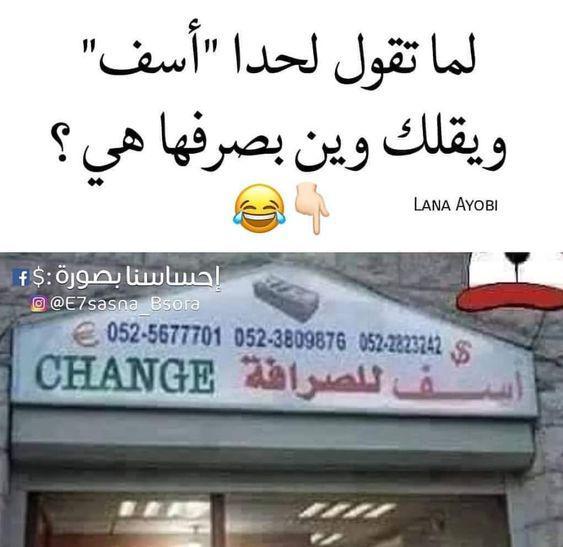 لما تقول لحدا "أسف"
ويقلك وين بصرفها هي ؟
LANA AYOBI
إحساسنا بصورة :$
@E7sasna_Bsora
€ 052-5677701 052-3809876 052-2823242 $
CHANGE اســف للصرافة